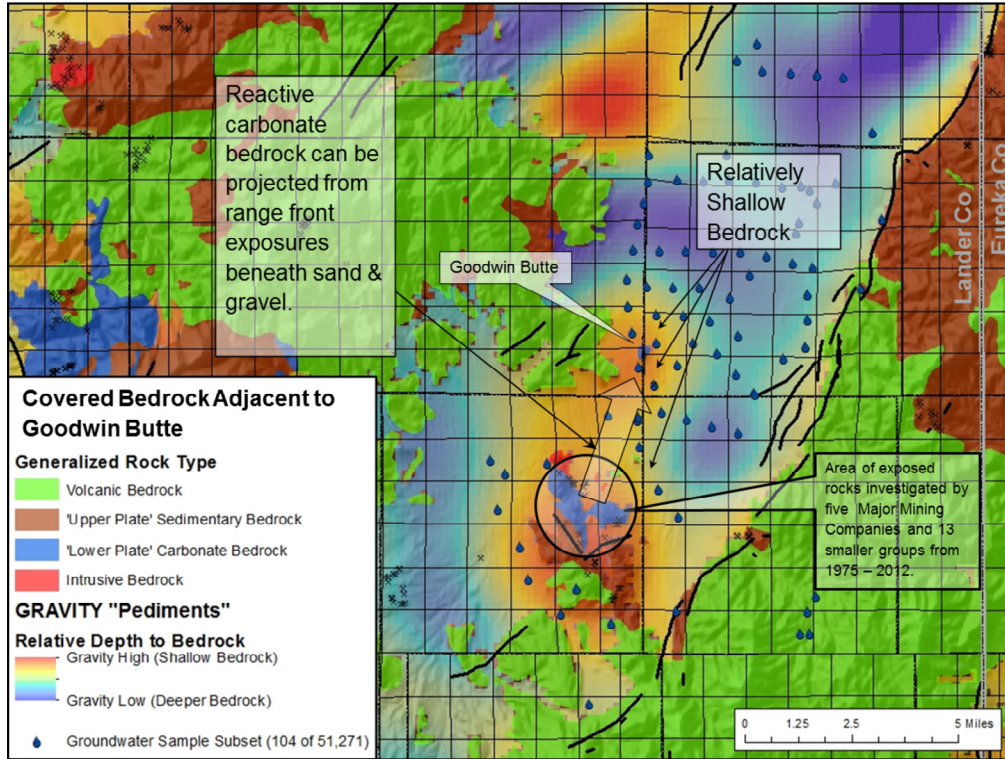 Reactive
carbonate
bedrock can be
projected from
range front
exposures
beneath sand &
gravel.
Relatively
Shallow
Bedrock
Goodwin Butte
Lander Co.
Eureka Co.
Covered Bedrock Adjacent to
Goodwin Butte
Generalized Rock Type
Volcanic Bedrock
'Upper Plate' Sedimentary Bedrock
'Lower Plate' Carbonate Bedrock
Intrusive Bedrock
GRAVITY "Pediments"
Relative Depth to Bedrock
Gravity High (Shallow Bedrock)
Gravity Low (Deeper Bedrock)
Groundwater Sample Subset (104 of 51,271)
Area of exposed
rocks investigated by
five Major Mining
Companies and 13
smaller groups from
1975 – 2012.
0 1.25 2.5 5 Miles